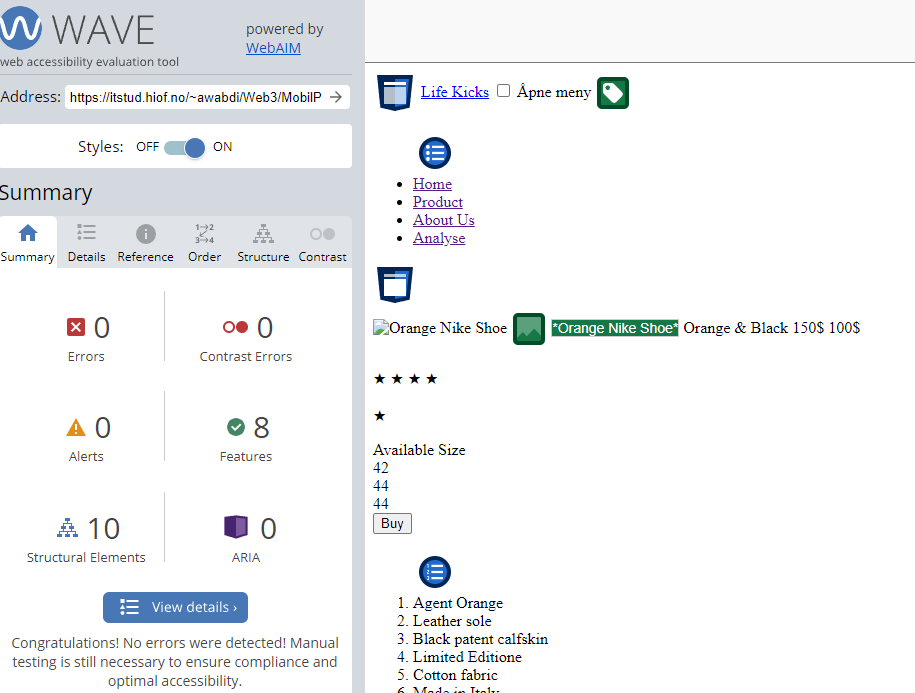 WAVE
web accessibility evaluation tool
powered by
WebAIM
Address: https://itstud.hiof.no/~awabdi/Web3/MobilP
Styles: OFF ON
Summary
Summary Details Reference Order Structure Contrast
0 Errors
0 Contrast Errors
0 Alerts
8 Features
10 Structural Elements
0 ARIA
View details ›
Congratulations! No errors were detected! Manual
testing is still necessary to ensure compliance and
optimal accessibility.
Life Kicks Åpne meny
• Home
• Product
• About Us
• Analyse
Orange Nike Shoe *Orange Nike Shoe* Orange & Black 150$ 100$
★ ★ ★ ★
★
Available Size
42
44
44
Buy
1. Agent Orange
2. Leather sole
3. Black patent calfskin
4. Limited Editione
5. Cotton fabric
6. Made in Italy